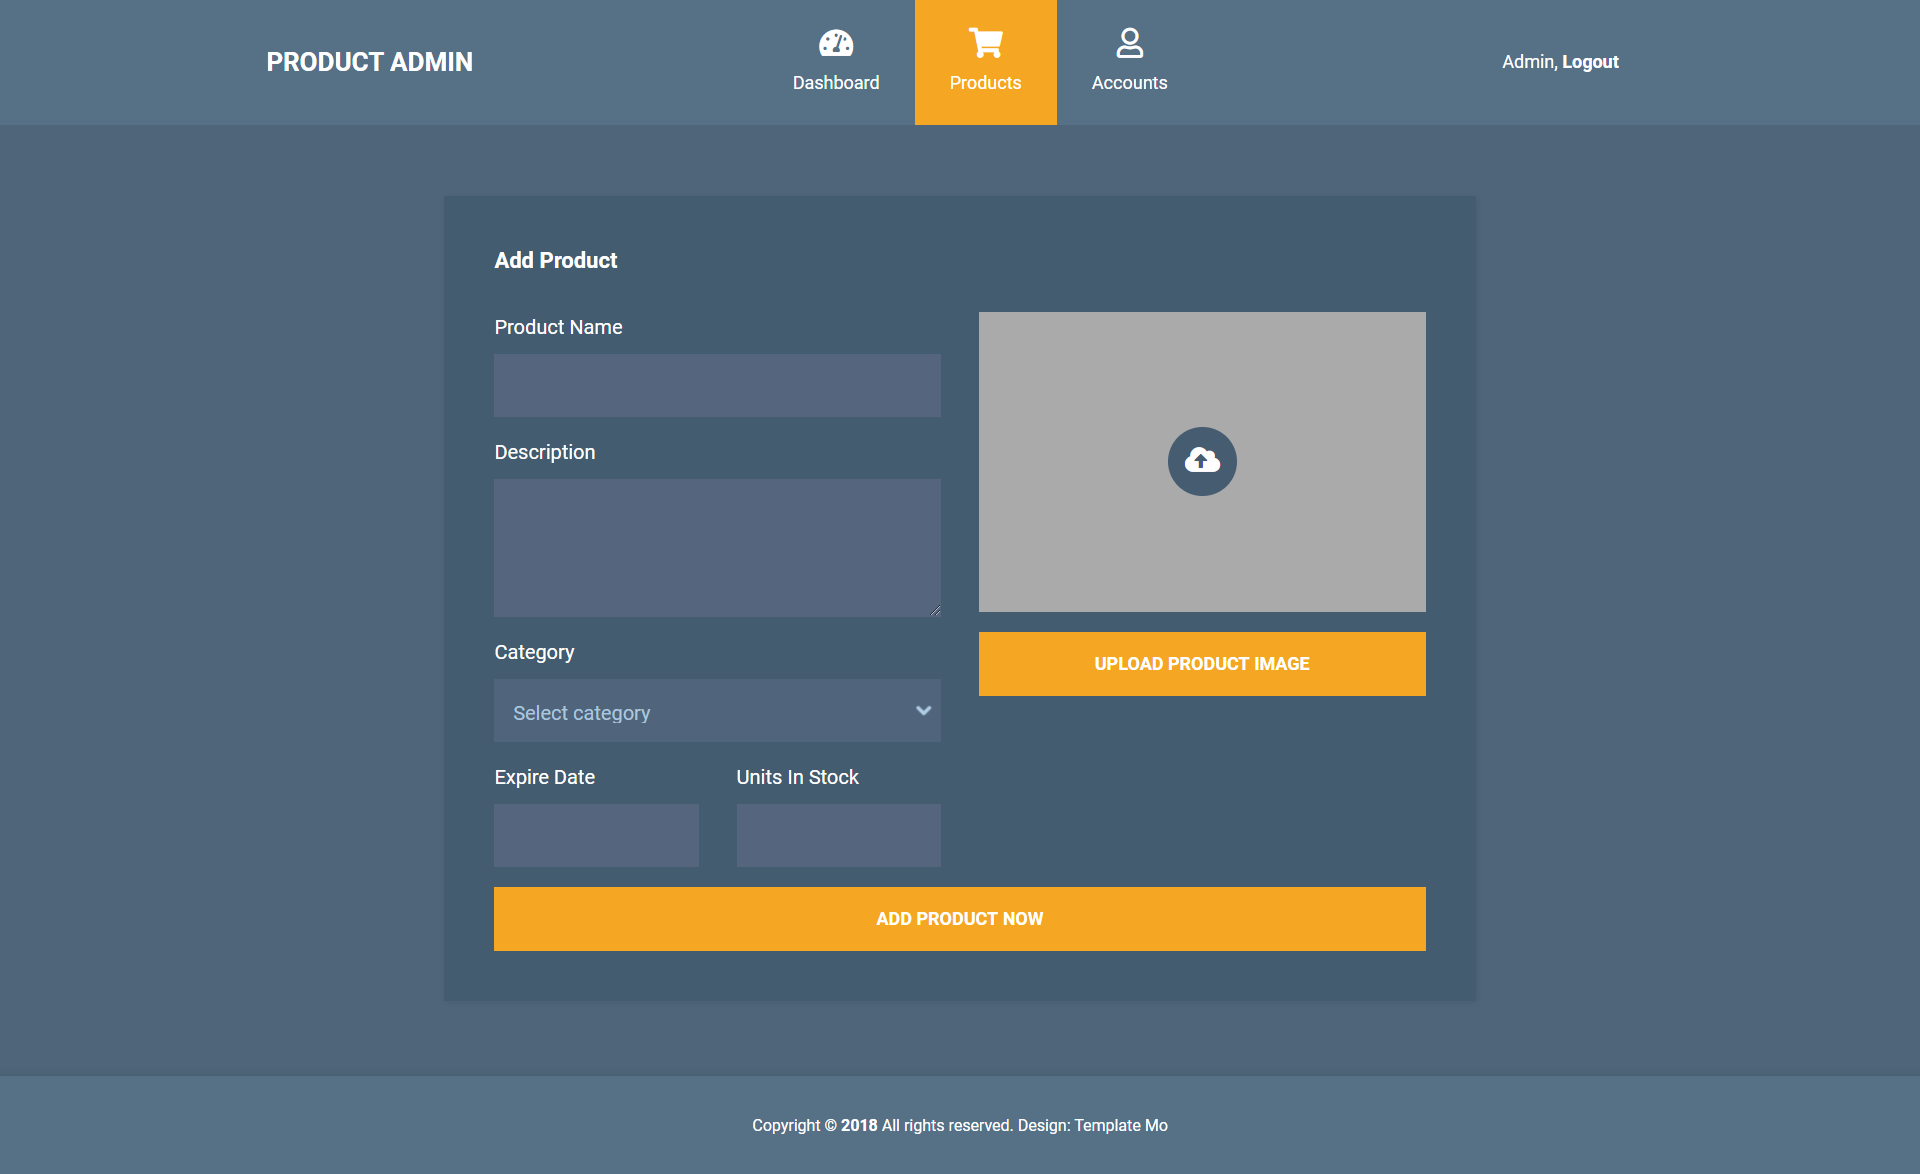 PRODUCT ADMIN
Dashboard
Products
Accounts
Admin, Logout
Add Product
Product Name
Description
Category
Select category
Expire Date
Units In Stock
UPLOAD PRODUCT IMAGE
ADD PRODUCT NOW
Copyright © 2018 All rights reserved. Design: Template Mo